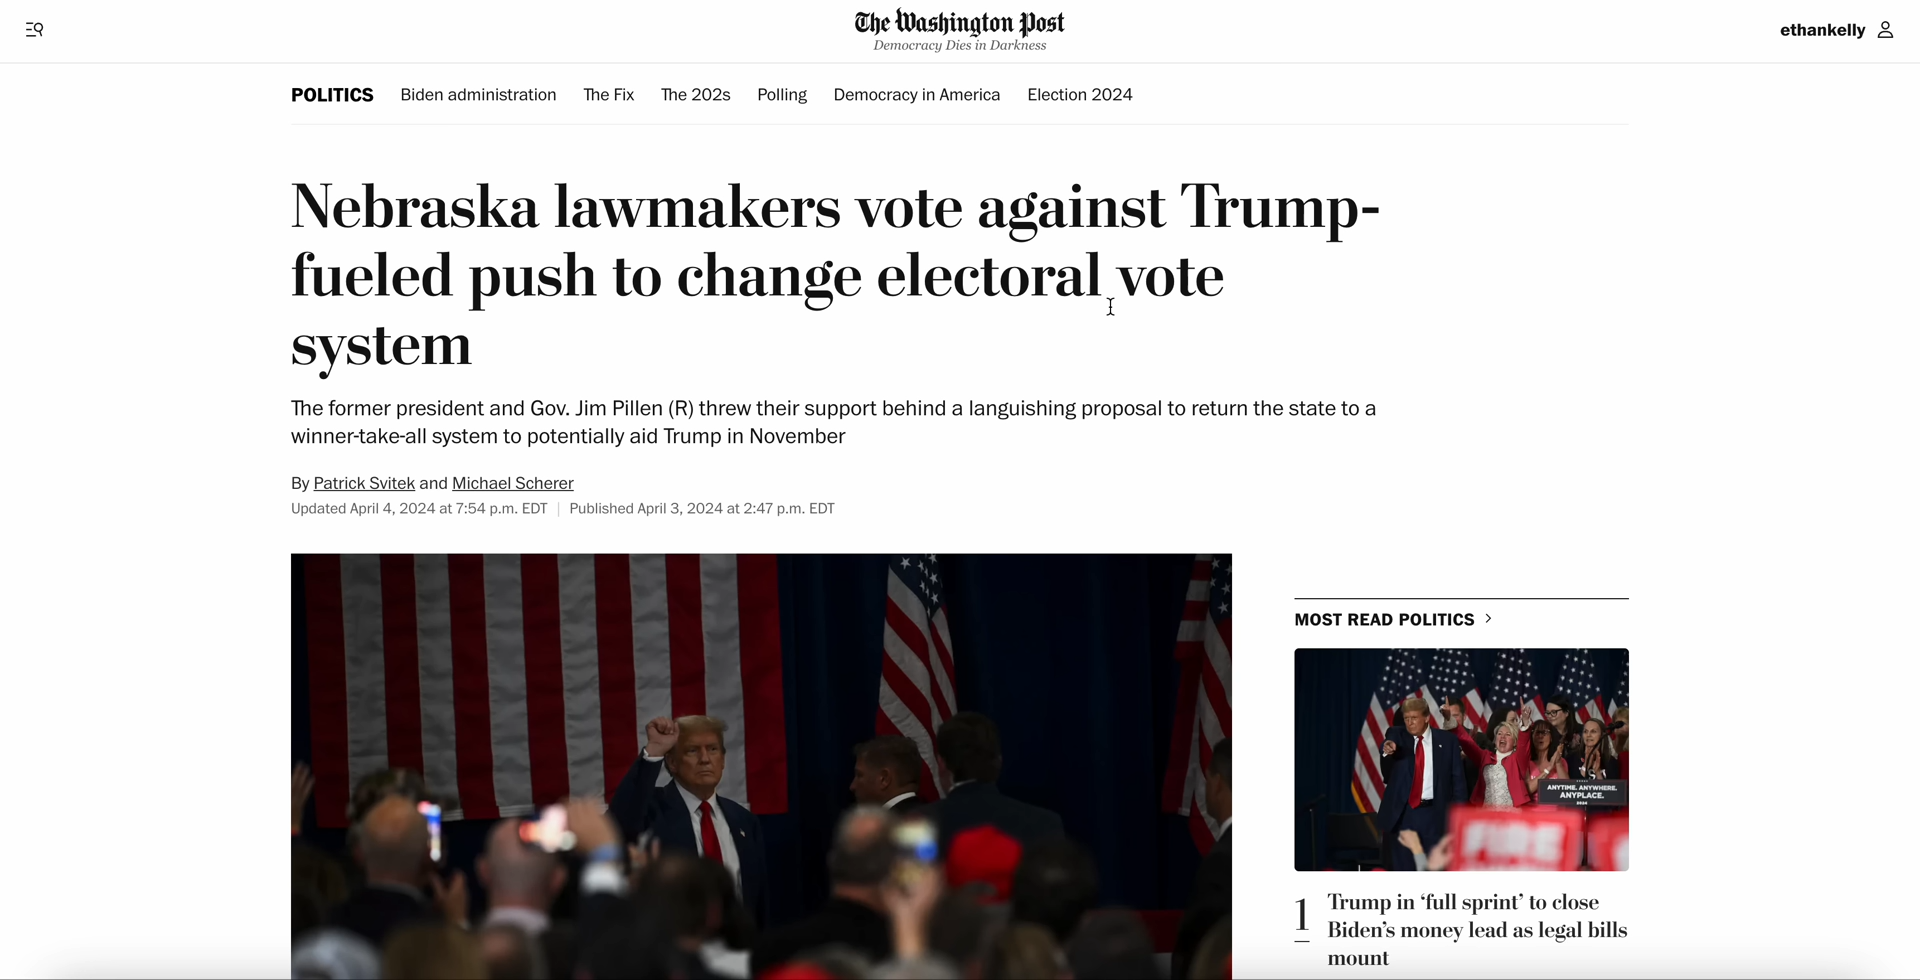 The Washington Post
Democracy Dies in Darkness
ethankelly
POLITICS Biden administration The Fix The 202s Polling Democracy in America Election 2024
Nebraska lawmakers vote against Trump-
fueled push to change electoral vote
system
The former president and Gov. Jim Pillen (R) threw their support behind a languishing proposal to return the state to a
winner-take-all system to potentially aid Trump in November
By Patrick Svitek and Michael Scherer
Updated April 4, 2024 at 7:54 p.m. EDT | Published April 3, 2024 at 2:47 p.m. EDT
MOST READ POLITICS
ANYTIME. ANYWHERE.
ANYPLACE.
FIRE
1
Trump in ‘full sprint’ to close
Biden’s money lead as legal bills
mount